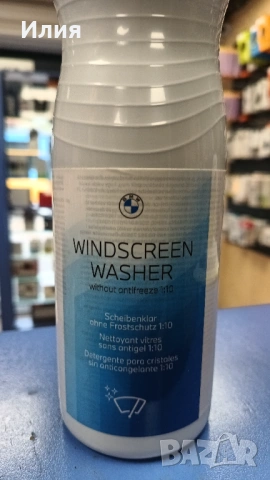 Илия
BMW
WINDSCREEN
WASHER
without antifreeze 1:10
Scheibenklar
ohne Frostschutz 1:10
Nettoyant vitres
sans antigel 1:10
Detergente para cristales
sin anticongelante 1:10
BAZAR